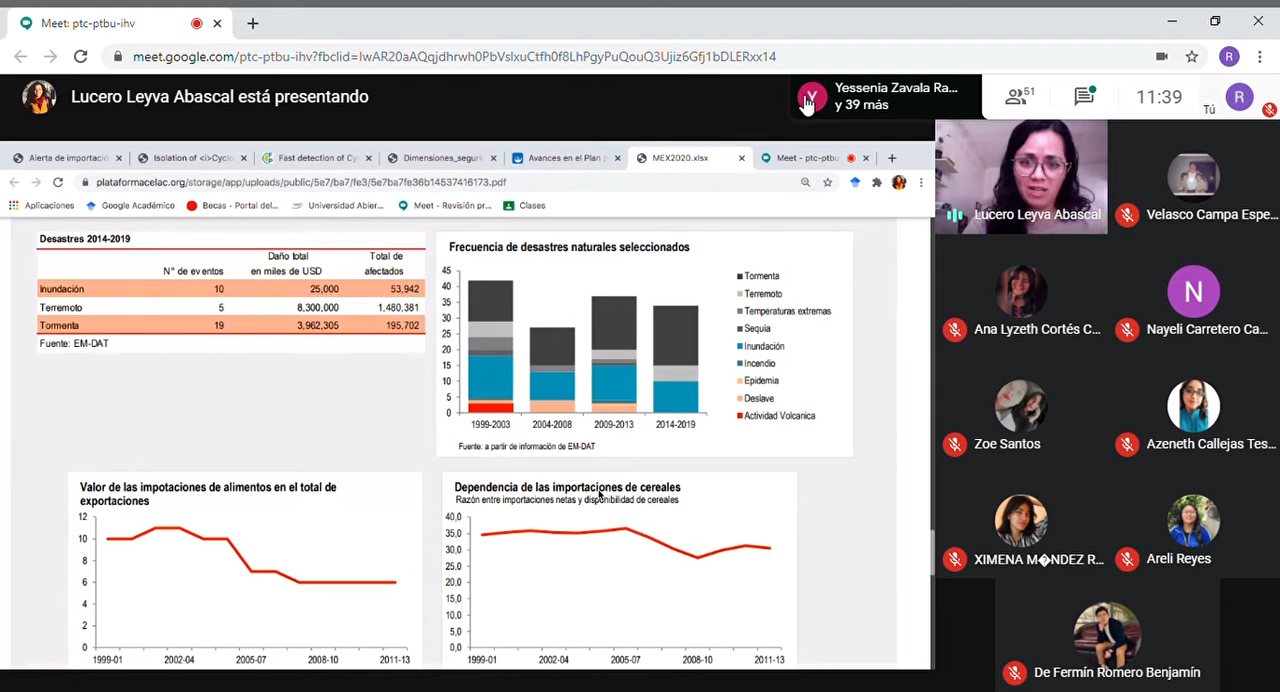 Meet: ptc-ptbu-ihv
meet.google.com/ptc-ptbu-ihv?fbclid=IwAR20aAQqjdhrwh0PbVslxuCtfh0f8LhPgyPuQouQ3Ujiz6Gfj1bDLERxx14
R
Lucero Leyva Abascal está presentando
Y
Yessenia Zavala Ra...
y 39 más
51
11:39
Tú
R
Alerta de importació
Isolation of <i>Cyclo
Fast detection of Cy
Dimensiones_seguri
Avances en el Plan p
MEX2020.xlsx
Meet - ptc-ptbu
plataformacelac.org/storage/app/uploads/public/5e7/ba7/fe3/5e7ba7fe36b14537416173.pdf
Aplicaciones
Google Académico
Becas - Portal del...
Universidad Abier...
Meet - Revisión pr...
Clases
Desastres 2014-2019
N° de eventos Daño total en miles de USD Total de afectados
Inundación 10 25,000 53,942
Terremoto 5 8,300,000 1,480,381
Tormenta 19 3,962,305 195,702
Fuente: EM-DAT
Frecuencia de desastres naturales seleccionados
45
40
35
30
25
20
15
10
5
0
1999-2003 2004-2008 2009-2013 2014-2019
Tormenta
Terremoto
Temperaturas extremas
Sequia
Inundación
Incendio
Epidemia
Deslave
Actividad Volcanica
Fuente: a partir de información de EM-DAT
Valor de las impotaciones de alimentos en el total de
exportaciones
12
10
8
6
4
2
0
1999-01 2002-04 2005-07 2008-10 2011-13
Dependencia de las importaciones de cereales
Razón entre importaciones netas y disponibilidad de cereales
40,0
35,0
30,0
25,0
20,0
15,0
10,0
5,0
0,0
1999-01 2002-04 2005-07 2008-10 2011-13
Lucero Leyva Abascal
Velasco Campa Espe...
Ana Lyzeth Cortés C...
N
Nayeli Carretero Ca...
Zoe Santos
Azeneth Callejas Tes...
XIMENA M�NDEZ R...
Areli Reyes
De Fermín Romero Benjamín